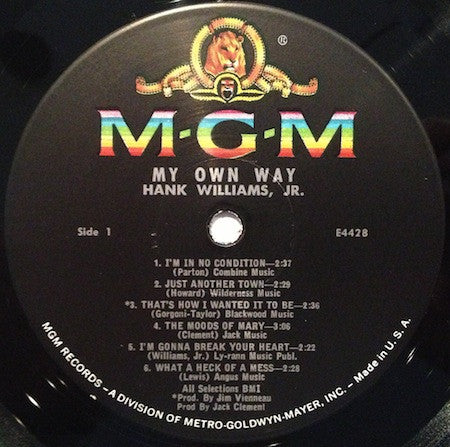 ®
M-G-M
MY OWN WAY
HANK WILLIAMS, JR.
Side 1
E4428
1. I'M IN NO CONDITION—2:37
(Parton) Combine Music
2. JUST ANOTHER TOWN—2:29
(Howard) Wilderness Music
*3. THAT'S HOW I WANTED IT TO BE—2:36
(Gorgoni-Taylor) Blackwood Music
4. THE MOODS OF MARY—3:06
(Clement) Jack Music
5. I'M GONNA BREAK YOUR HEART—2:22
(Williams, Jr.) Ly-rann Music Publ.
6. WHAT A HECK OF A MESS—2:28
(Lewis) Angus Music
All Selections BMI
*Prod. By Jim Vienneau
Prod By Jack Clement
MGM RECORDS — A DIVISION OF METRO-GOLDWYN-MAYER, INC. - Made in U. S. A.